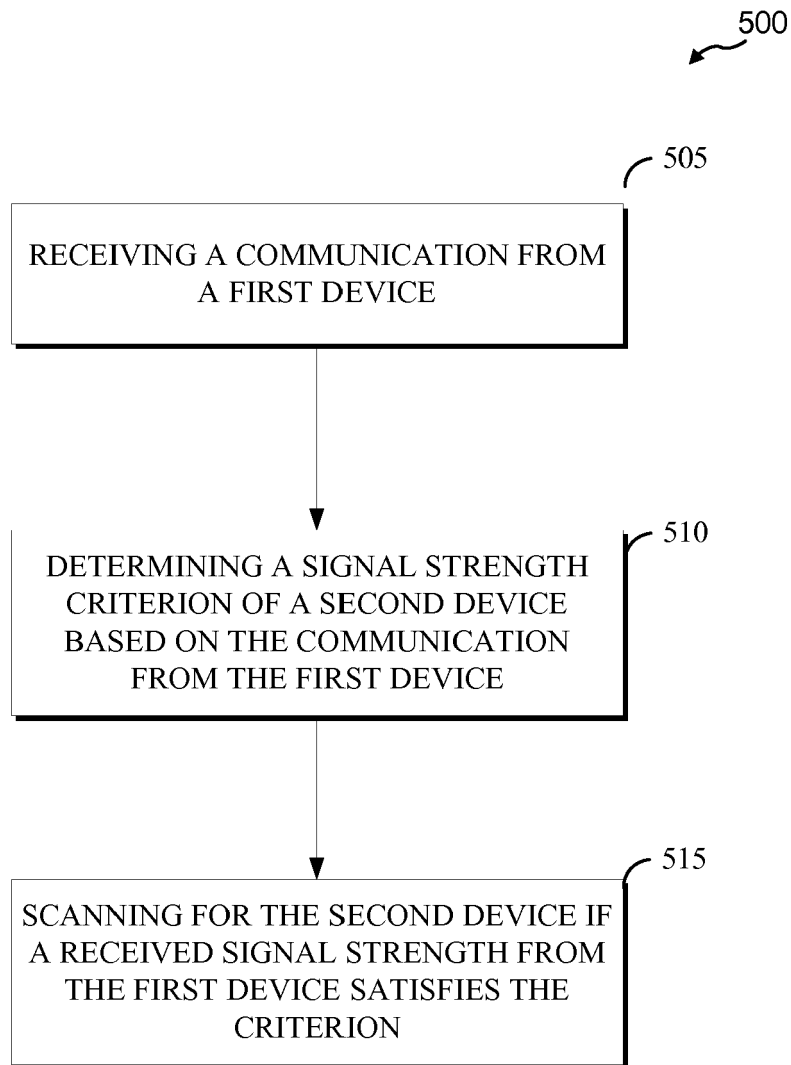 500
505
RECEIVING A COMMUNICATION FROM
A FIRST DEVICE
510
DETERMINING A SIGNAL STRENGTH
CRITERION OF A SECOND DEVICE
BASED ON THE COMMUNICATION
FROM THE FIRST DEVICE
515
SCANNING FOR THE SECOND DEVICE IF
A RECEIVED SIGNAL STRENGTH FROM
THE FIRST DEVICE SATISFIES THE
CRITERION